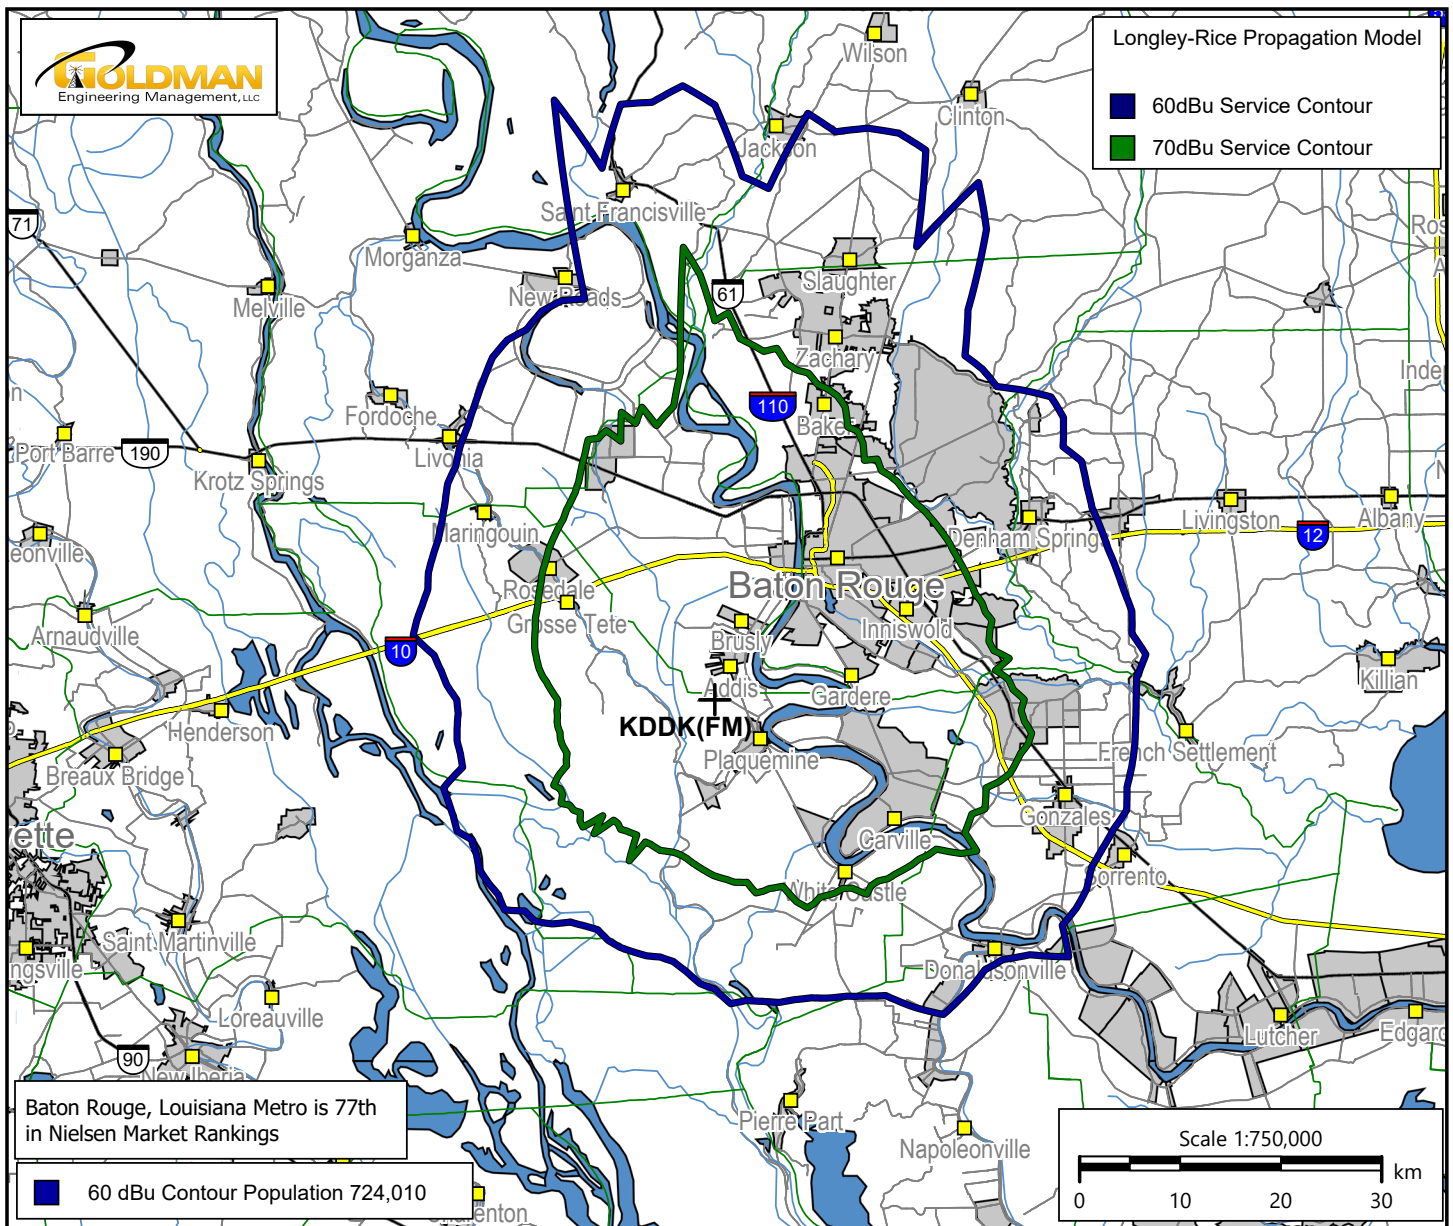 GOLDMAN
Engineering Management, LLC
Longley-Rice Propagation Model
60dBu Service Contour
70dBu Service Contour
Wilson
Clinton
Jackson
Saint Francisville
71
Morganza
Melville
New Roads
61
Slaughter
Zachary
Fordoche
110
Baker
Port Barre
190
Livonia
Krotz Springs
Maringouin
Livingston
Albany
12
Denham Springs
Rosedale
Baton Rouge
Grosse Tete
Inniswold
Arnaudville
Brusly
10
Addis
Gardere
Killian
Henderson
KDDK(FM)
Plaquemine
French Settlement
Breaux Bridge
Gonzales
Carville
Sorrento
White Castle
Saint Martinville
Donaldsonville
Loreauville
Lutcher
90
New Iberia
Baton Rouge, Louisiana Metro is 77th
in Nielsen Market Rankings
Pierre Part
Napoleonville
Scale 1:750,000
km
0 10 20 30
60 dBu Contour Population 724,010